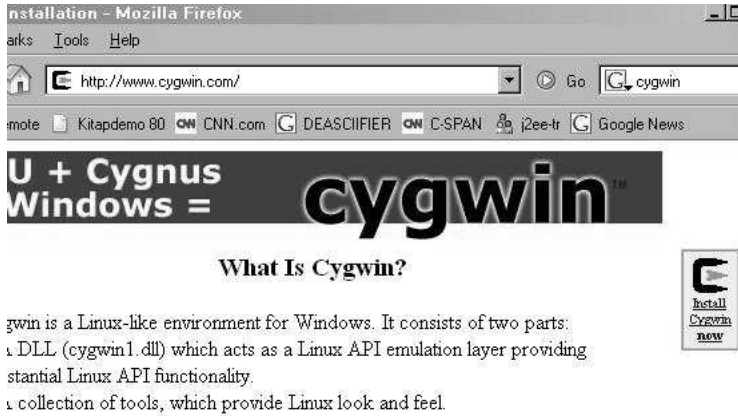 nstallation - Mozilla Firefox
arks Tools Help
http://www.cygwin.com/ Go G cygwin
emote Kitapdemo 80 CNN CNN.com G DEASCIIFIER CNN C-SPAN j2ee-tr G Google News
U + Cygnus
Windows =
cygwin™
What Is Cygwin?
Install
Cygwin
now
gwin is a Linux-like environment for Windows. It consists of two parts:
A DLL (cygwin1.dll) which acts as a Linux API emulation layer providing
stantial Linux API functionality.
A collection of tools, which provide Linux look and feel.